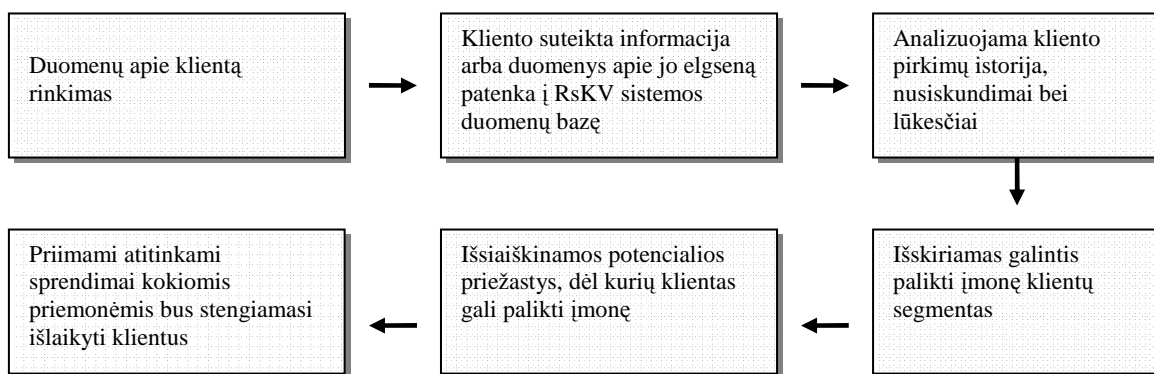 Duomenų apie klientą
rinkimas
Kliento suteikta informacija
arba duomenys apie jo elgseną
patenka į RsKV sistemos
duomenų bazę
Analizuojama kliento
pirkimų istorija,
nusiskundimai bei
lūkesčiai
Išskiriamas galintis
palikti įmonę klientų
segmentas
Išsiaiškinamos potencialios
priežastys, dėl kurių klientas
gali palikti įmonę
Priimami atitinkami
sprendimai kokiomis
priemonėmis bus stengiamasi
išlaikyti klientus